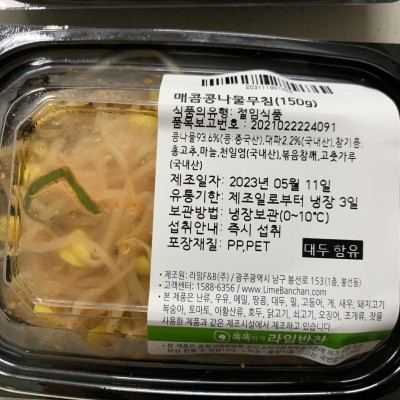 매콤콩나물무침(150g)
식품의유형: 절임식품
품목보고번호 : 2021022224091
콩나물93.6%(콩:중국산),대파2.2%(국내산),참기름,
홍고추,마늘,천일염(국내산),볶음참깨,고춧가루
(국내산)
제조일자: 2023년 05월 11일
유통기한: 제조일로부터 냉장 3일
보관방법: 냉장보관(0~10℃)
섭취안내: 즉시 섭취
포장재질: PP,PET
대두 함유
• 제조원: 라임F&B(주) / 광주광역시 남구 봉선로 153(1층, 봉선동)
• 고객센터: 1588-6356 / www.LimeBanchan.com
• 본 제품은 난류, 우유, 메밀, 땅콩, 대두, 밀, 고등어, 게, 새우, 돼지고기
복숭아, 토마토, 아황산류, 호두, 닭고기, 쇠고기, 오징어, 조개류, 잣을
사용한 제품과 같은 제조시설에서 제조하고 있습니다.
똑똑하게 라임반찬